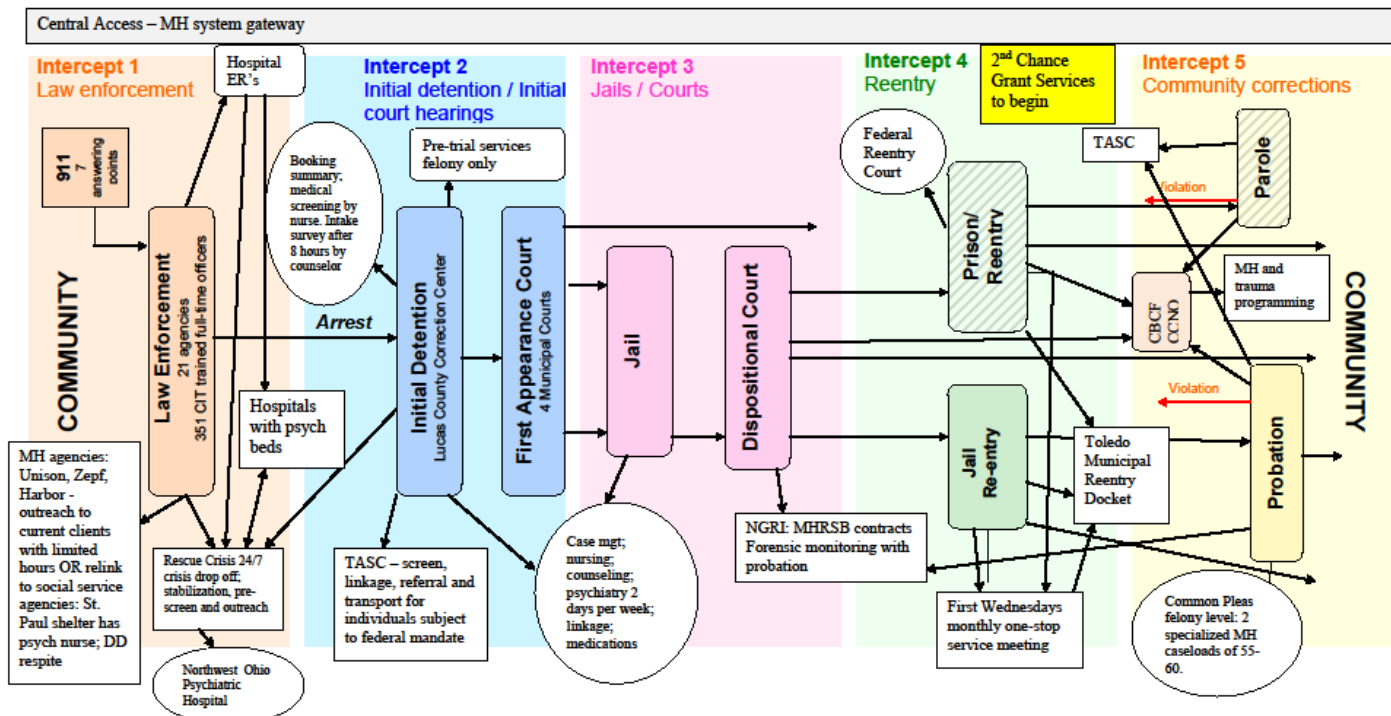 Central Access – MH system gateway
Intercept 1
Law enforcement
Hospital
ER's
Intercept 2
Initial detention / Initial
court hearings
Intercept 3
Jails / Courts
Intercept 4
Reentry
2nd Chance
Grant Services
to begin
Intercept 5
Community corrections
911
7
answering
points
COMMUNITY
Law Enforcement
21 agencies
351 CIT trained full-time officers
Arrest
Hospitals
with psych
beds
MH agencies:
Unison, Zepf,
Harbor -
outreach to
current clients
with limited
hours OR relink
to social service
agencies: St.
Paul shelter has
psych nurse; DD
respite
Rescue Crisis 24/7
crisis drop off;
stabilization, pre-
screen and outreach
Northwest Ohio
Psychiatric
Hospital
Booking
summary;
medical
screening by
nurse. Intake
survey after
8 hours by
counselor
Pre-trial services
felony only
Initial Detention
Lucas County Correction Center
First Appearance Court
4 Municipal Courts
TASC – screen,
linkage, referral and
transport for
individuals subject
to federal mandate
Jail
Dispositional Court
Case mgt;
nursing;
counseling;
psychiatry 2
days per week;
linkage;
medications
NGRI: MHRSB contracts
Forensic monitoring with
probation
Federal
Reentry
Court
Prison/
Reentry
Jail
Re-entry
Toledo
Municipal
Reentry
Docket
First Wednesdays
monthly one-stop
service meeting
TASC
Parole
Violation
CBCF
CCNO
MH and
trauma
programming
Violation
Probation
Common Pleas
felony level: 2
specialized MH
caseloads of 55-
60.
COMMUNITY